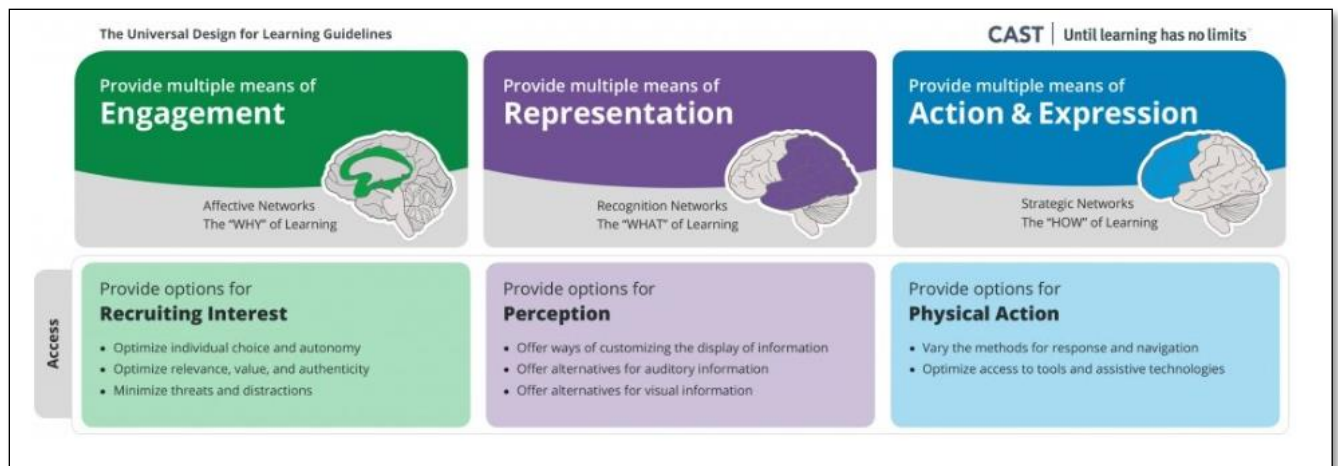 The Universal Design for Learning Guidelines
CAST | Until learning has no limits
Provide multiple means of
Engagement
Affective Networks
The “WHY” of Learning
Provide multiple means of
Representation
Recognition Networks
The “WHAT” of Learning
Provide multiple means of
Action & Expression
Strategic Networks
The “HOW” of Learning
Access
Provide options for
Recruiting Interest
• Optimize individual choice and autonomy
• Optimize relevance, value, and authenticity
• Minimize threats and distractions
Provide options for
Perception
• Offer ways of customizing the display of information
• Offer alternatives for auditory information
• Offer alternatives for visual information
Provide options for
Physical Action
• Vary the methods for response and navigation
• Optimize access to tools and assistive technologies